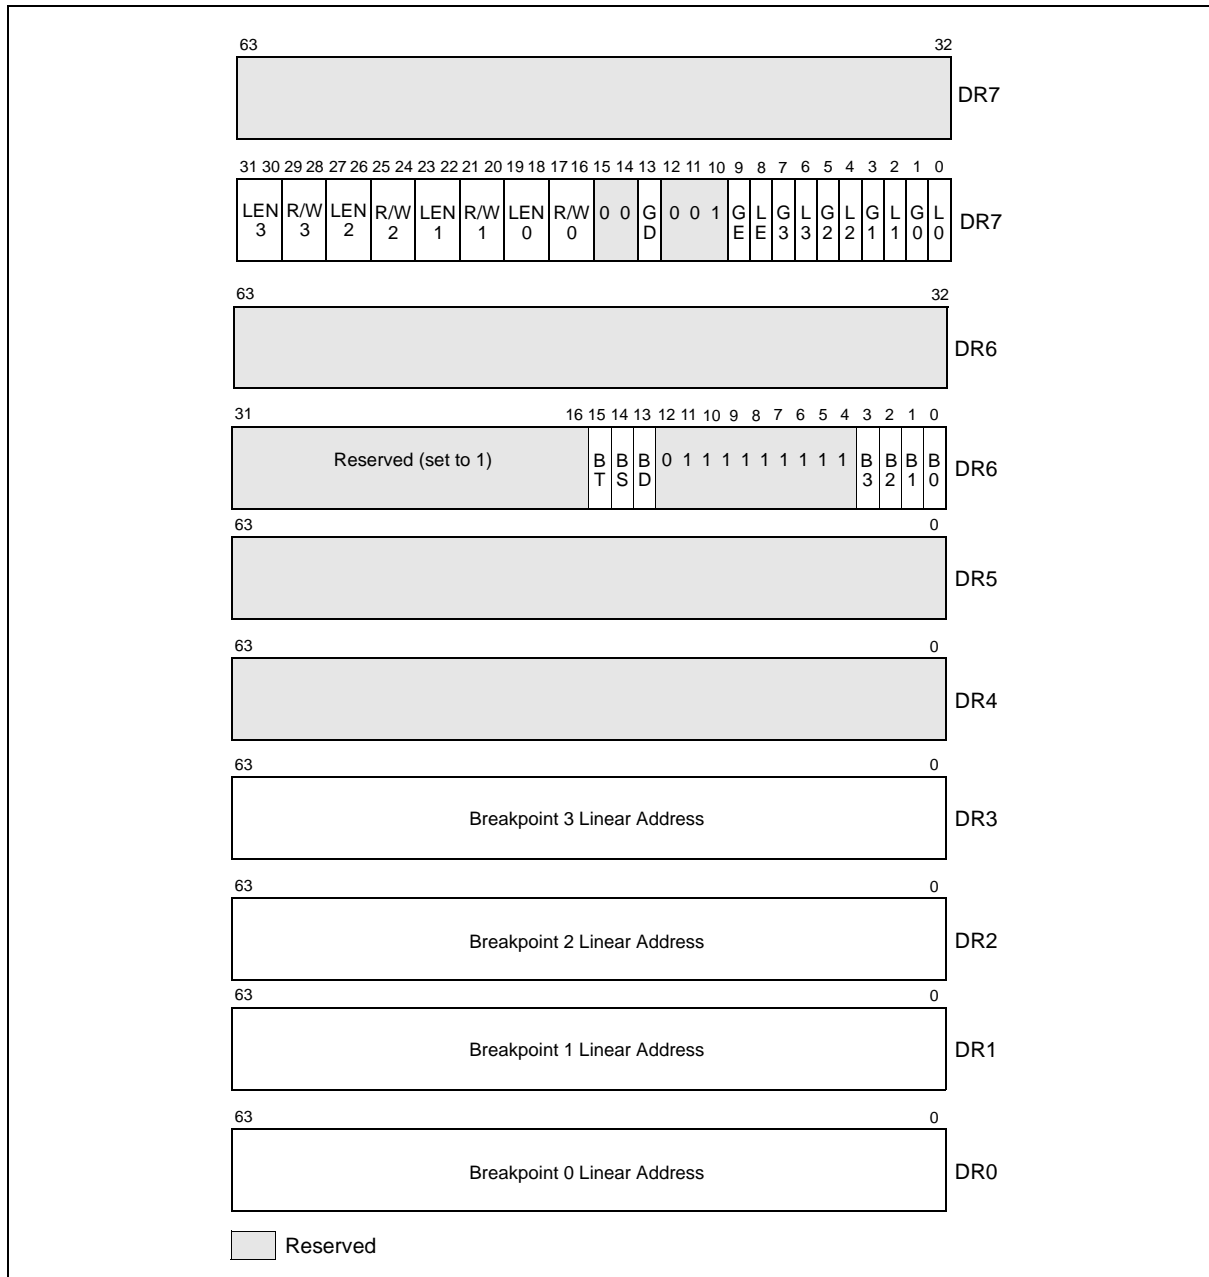 63 32
DR7
31 30 29 28 27 26 25 24 23 22 21 20 19 18 17 16 15 14 13 12 11 10 9 8 7 6 5 4 3 2 1 0
LEN R/W LEN R/W LEN R/W LEN R/W 0 0 G 0 0 1 G L G L G L G L G L DR7
3 3 2 2 1 1 0 0 D E E 3 3 2 2 1 1 0 0
63 32
DR6
31 16 15 14 13 12 11 10 9 8 7 6 5 4 3 2 1 0
Reserved (set to 1) B B B 0 1 1 1 1 1 1 1 1 B B B B DR6
T S D 3 2 1 0
63 0
DR5
63 0
DR4
63 0
Breakpoint 3 Linear Address DR3
63 0
Breakpoint 2 Linear Address DR2
63 0
Breakpoint 1 Linear Address DR1
63 0
Breakpoint 0 Linear Address DR0
Reserved